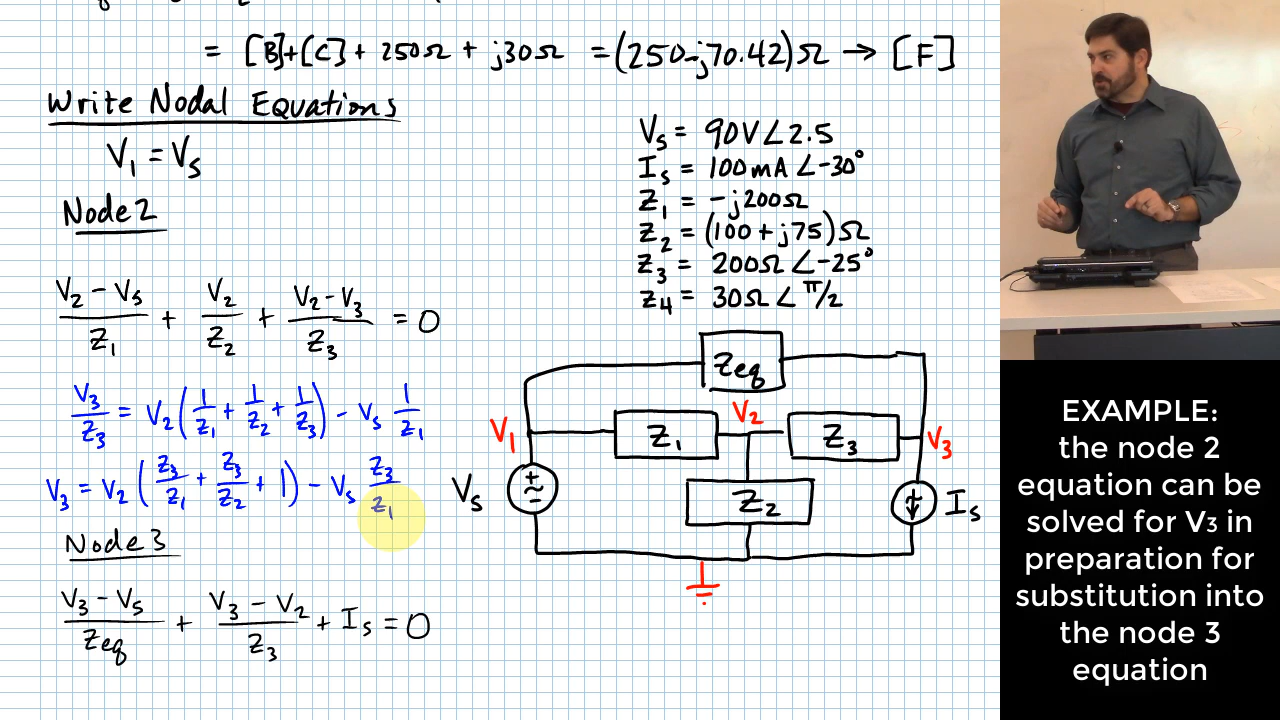 = [B]+[C] + 250Ω + j30Ω = (250-j70.42)Ω → [F]
Write Nodal Equations
V₁ = Vs
Node 2
(V₂ - Vs)/Z₁ + V₂/Z₂ + (V₂ - V₃)/Z₃ = 0
V₃/Z₃ = V₂(1/Z₁ + 1/Z₂ + 1/Z₃) - Vs 1/Z₁
V₃ = V₂(Z₃/Z₁ + Z₃/Z₂ + 1) - Vs Z₃/Z₁
Node 3
(V₃ - Vs)/Zeq + (V₃ - V₂)/Z₃ + Is = 0
Vs = 90V∠2.5
Is = 100mA∠-30°
Z₁ = -j200Ω
Z₂ = (100 + j75)Ω
Z₃ = 200Ω∠-25°
Z₄ = 30Ω∠π/2
Zeq
V₁ Z₁ V₂ Z₃ V₃
Vs + - Z₂ Is
EXAMPLE:
the node 2
equation can be
solved for V₃ in
preparation for
substitution into
the node 3
equation